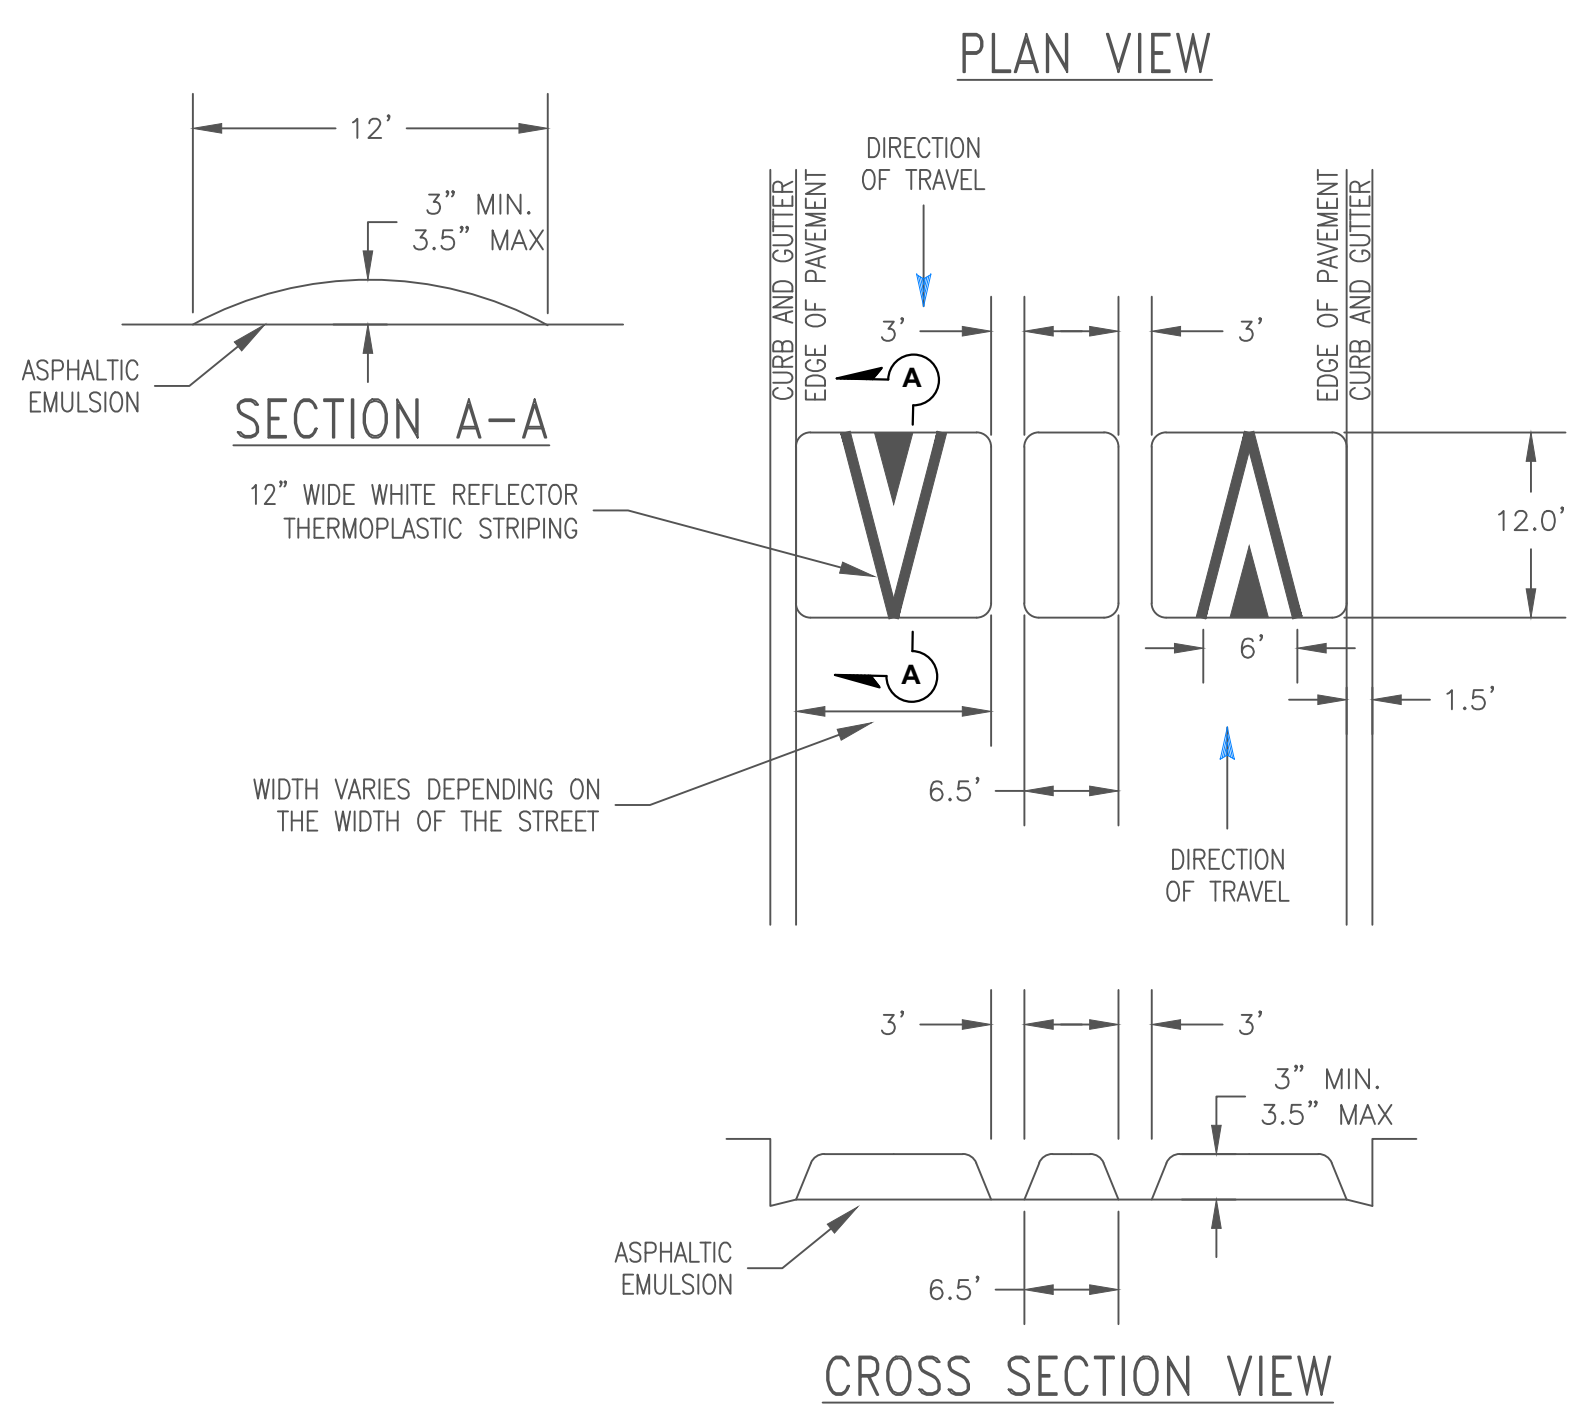 PLAN VIEW
12'
3" MIN.
3.5" MAX
ASPHALTIC
EMULSION
SECTION A-A
DIRECTION
OF TRAVEL
CURB AND GUTTER
EDGE OF PAVEMENT
EDGE OF PAVEMENT
CURB AND GUTTER
3'
3'
A
12" WIDE WHITE REFLECTOR
THERMOPLASTIC STRIPING
12.0'
6'
A
1.5'
WIDTH VARIES DEPENDING ON
THE WIDTH OF THE STREET
6.5'
DIRECTION
OF TRAVEL
3'
3'
3" MIN.
3.5" MAX
ASPHALTIC
EMULSION
6.5'
CROSS SECTION VIEW